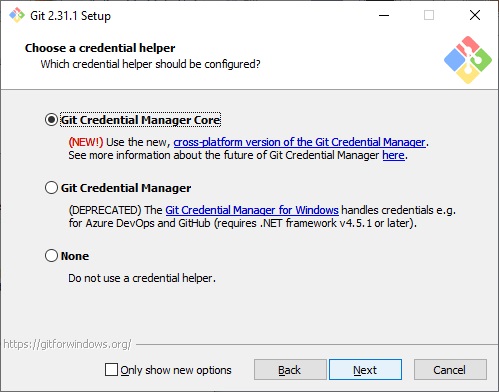 Git 2.31.1 Setup
Choose a credential helper
Which credential helper should be configured?
Git Credential Manager Core
(NEW!) Use the new, cross-platform version of the Git Credential Manager.
See more information about the future of Git Credential Manager here.
Git Credential Manager
(DEPRECATED) The Git Credential Manager for Windows handles credentials e.g.
for Azure DevOps and GitHub (requires .NET framework v4.5.1 or later).
None
Do not use a credential helper.
https://gitforwindows.org/
Only show new options
Back
Next
Cancel